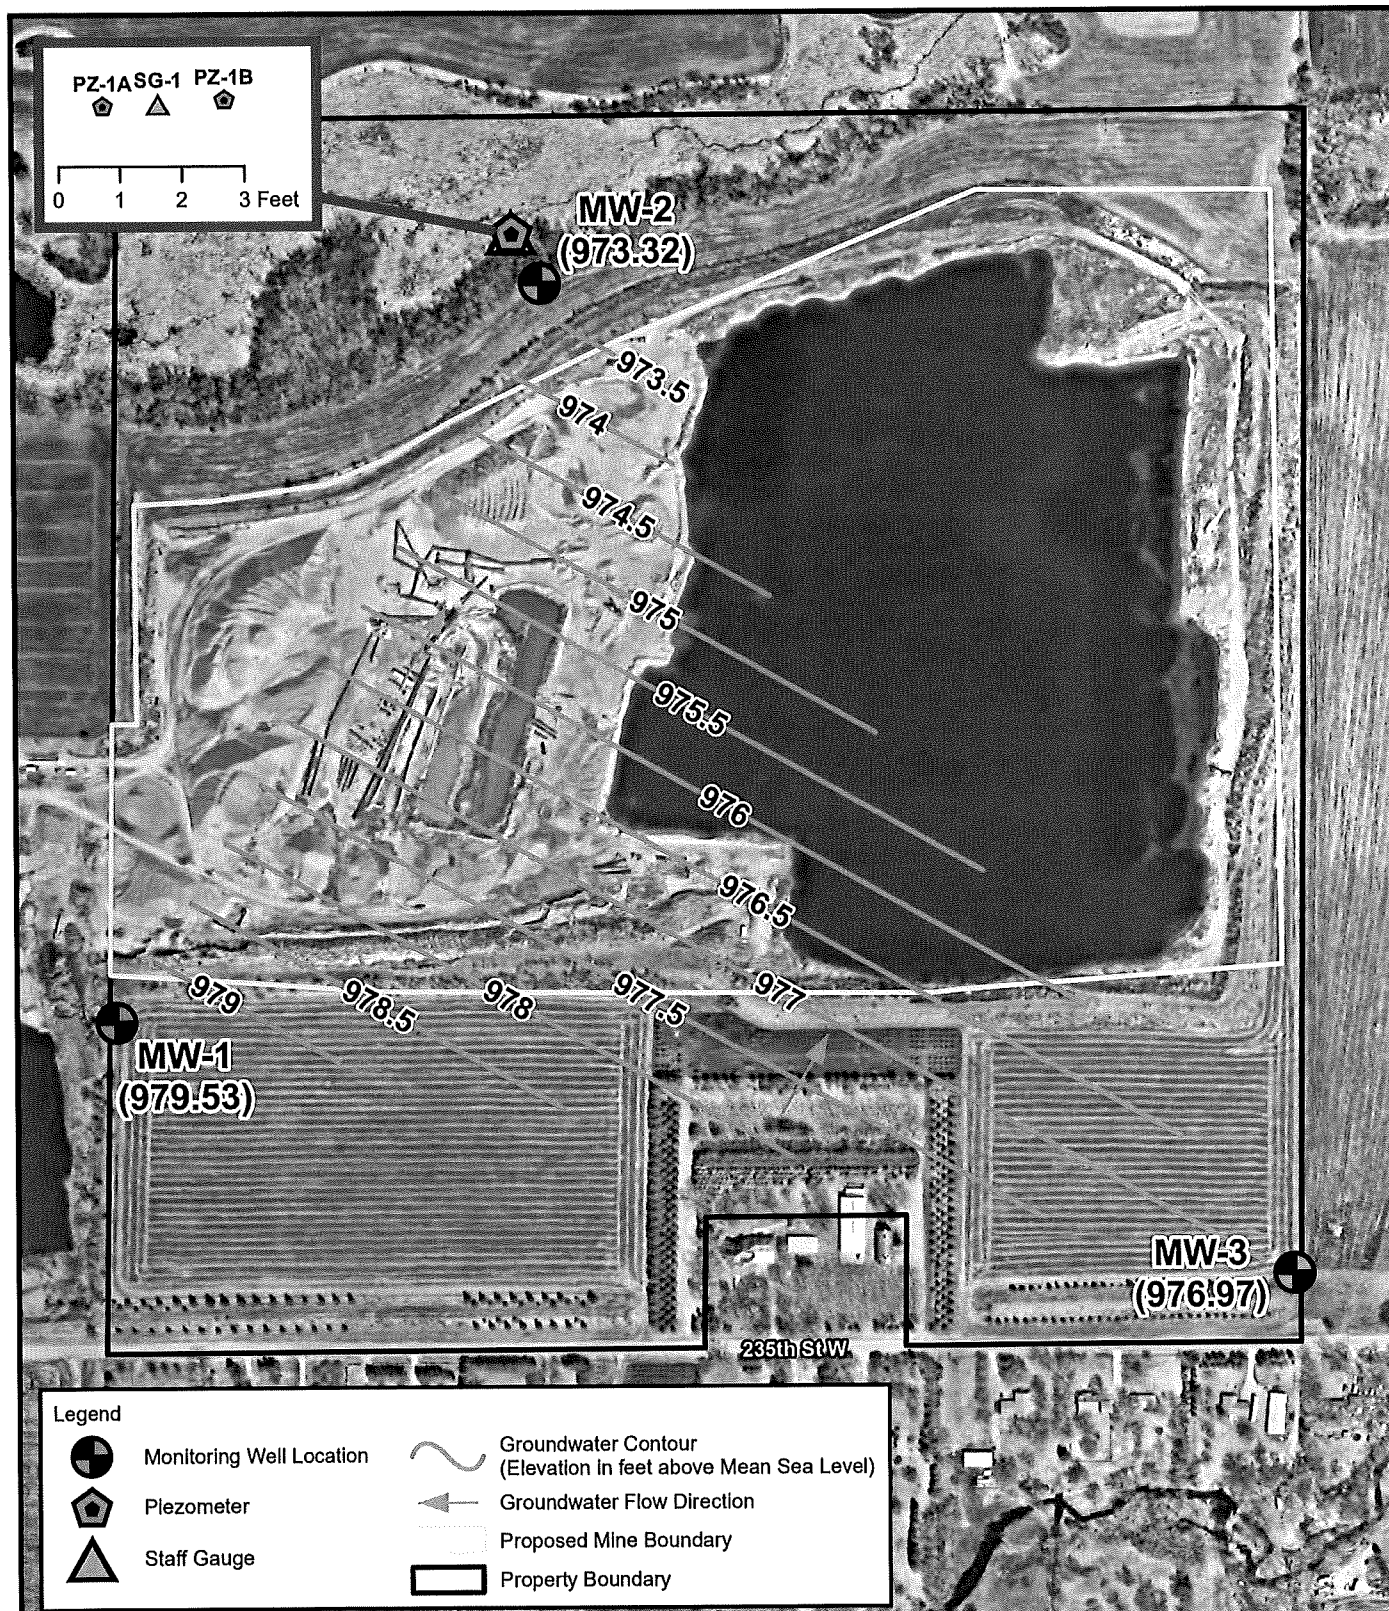 PZ-1A SG-1 PZ-1B
0 1 2 3 Feet
MW-2
(973.32)
973.5
974
974.5
975
975.5
976
976.5
977
977.5
978
978.5
979
MW-1
(979.53)
MW-3
(976.97)
235th St W
Legend
Monitoring Well Location
Piezometer
Staff Gauge
Groundwater Contour
(Elevation in feet above Mean Sea Level)
Groundwater Flow Direction
Proposed Mine Boundary
Property Boundary